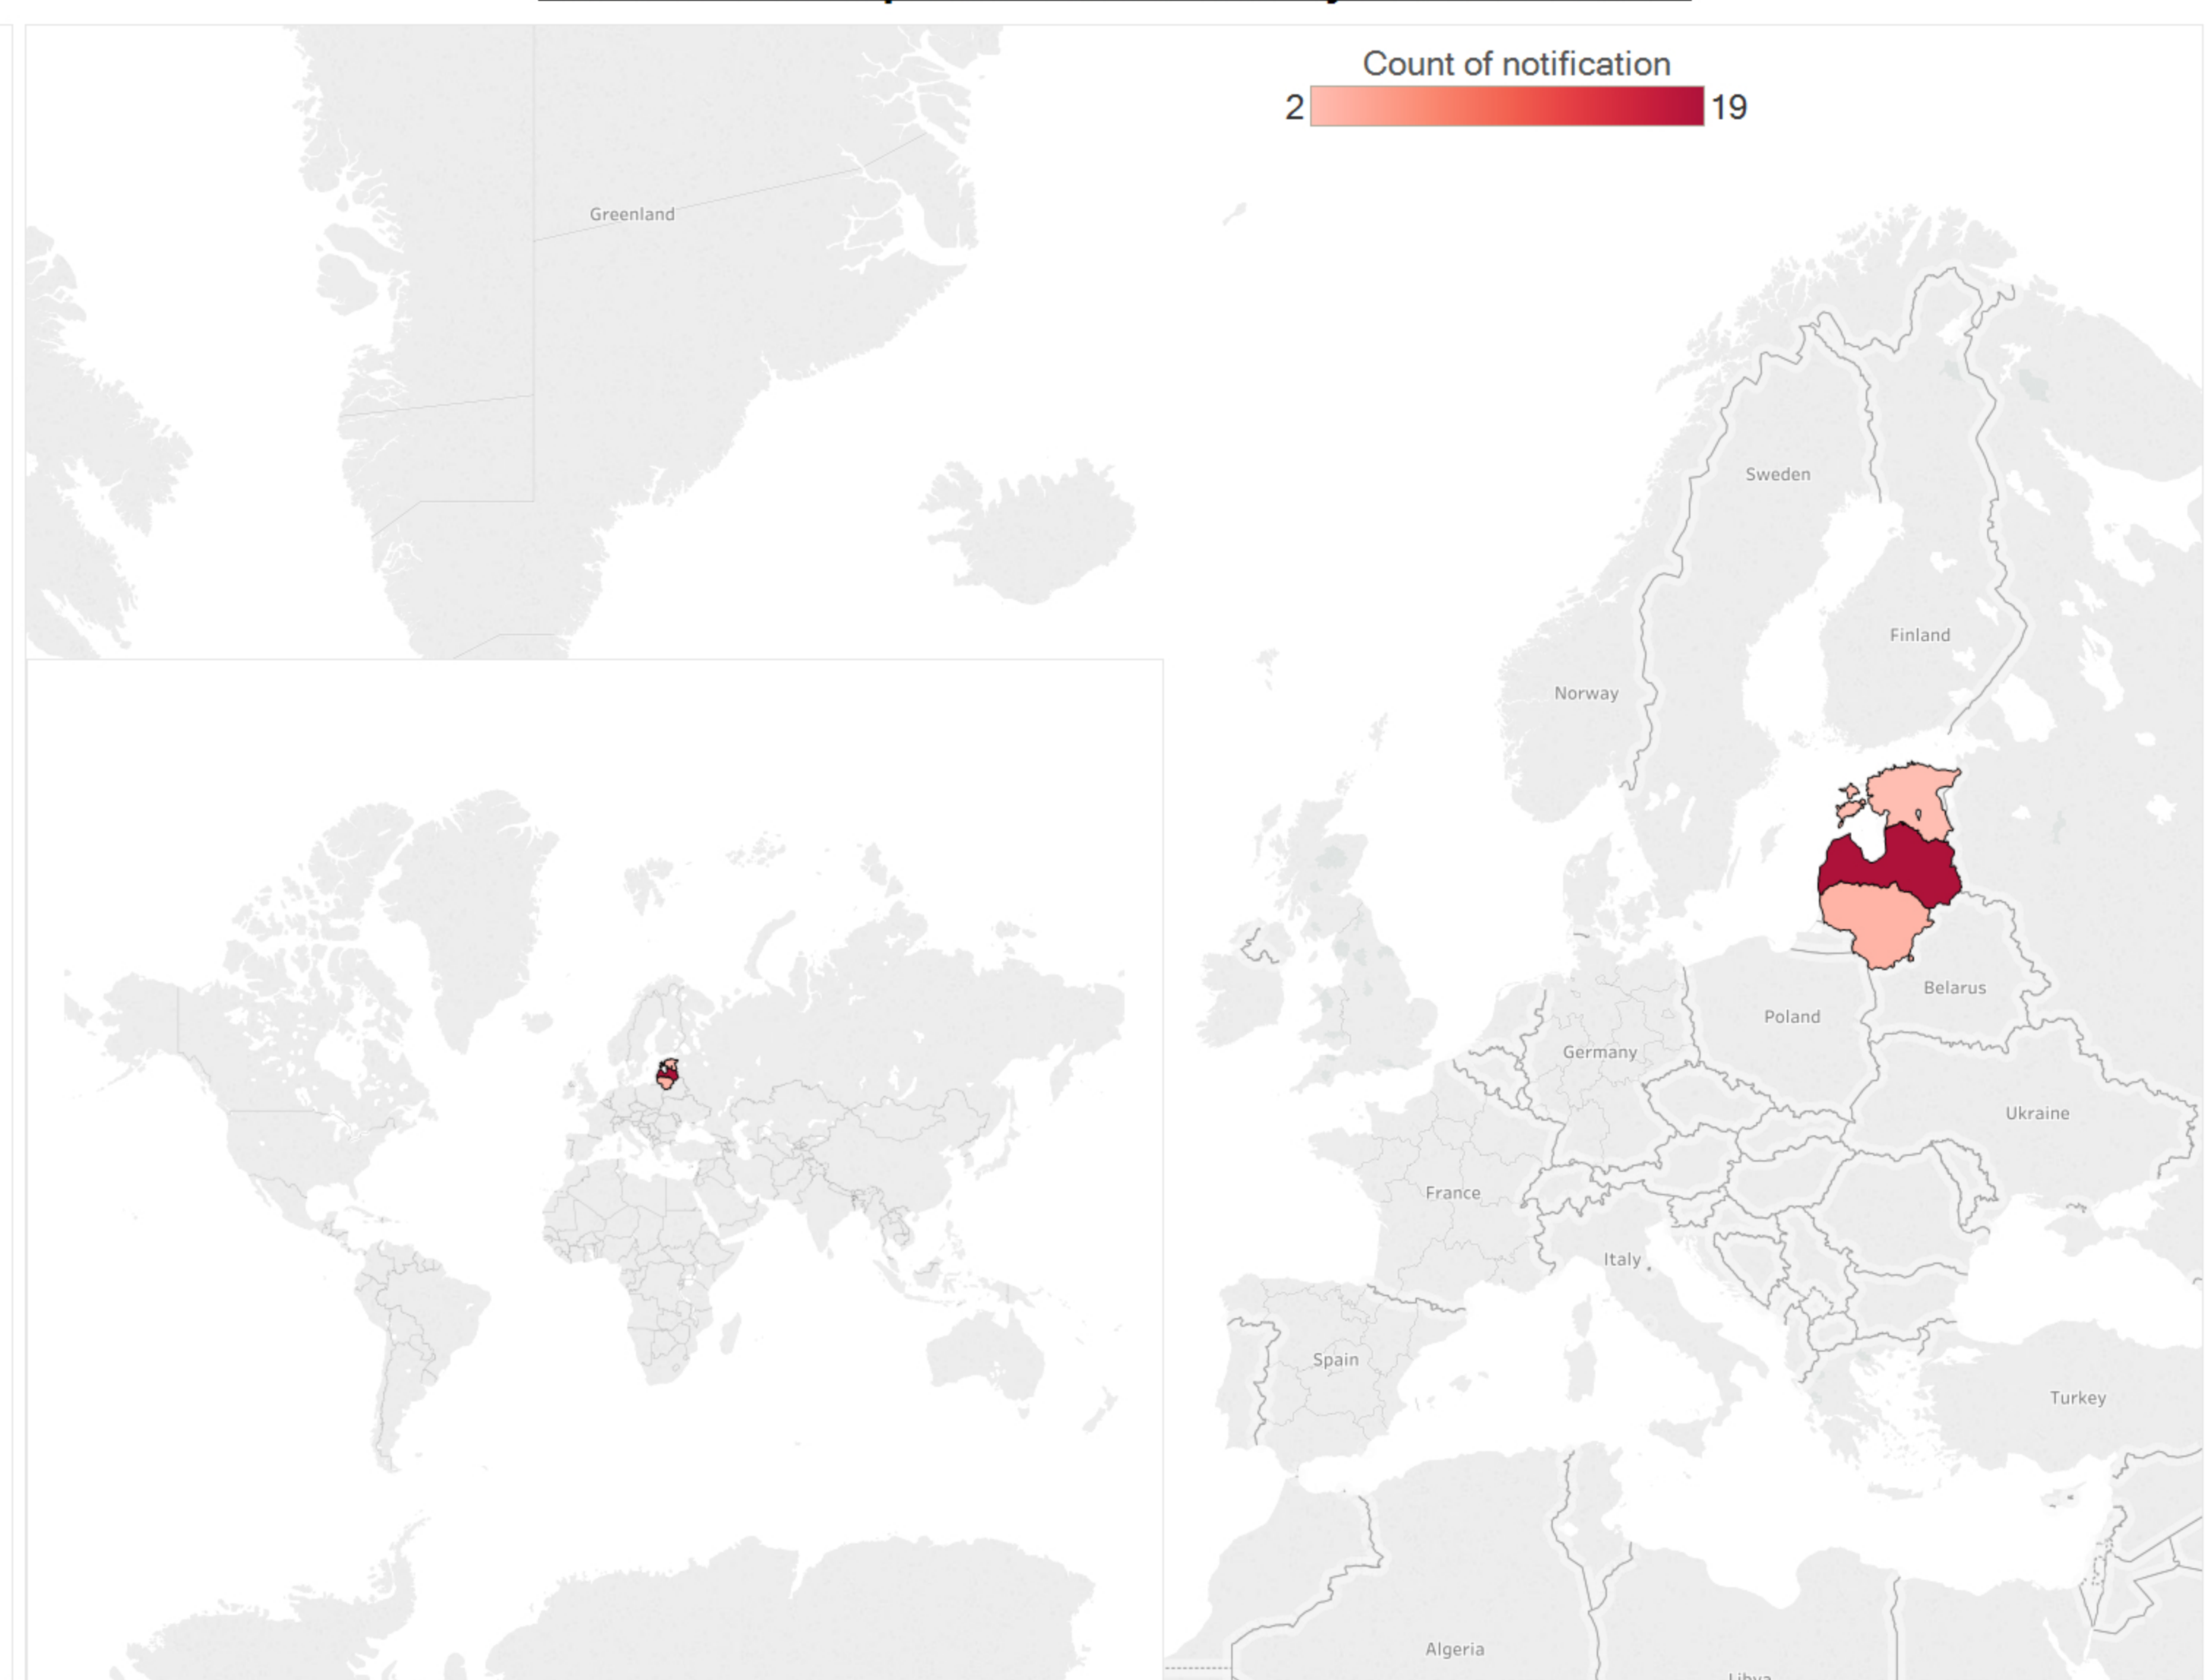 Count of notification
2 19
Greenland
Sweden
Finland
Norway
Belarus
Poland
Germany
Ukraine
France
Italy
Spain
Turkey
Algeria